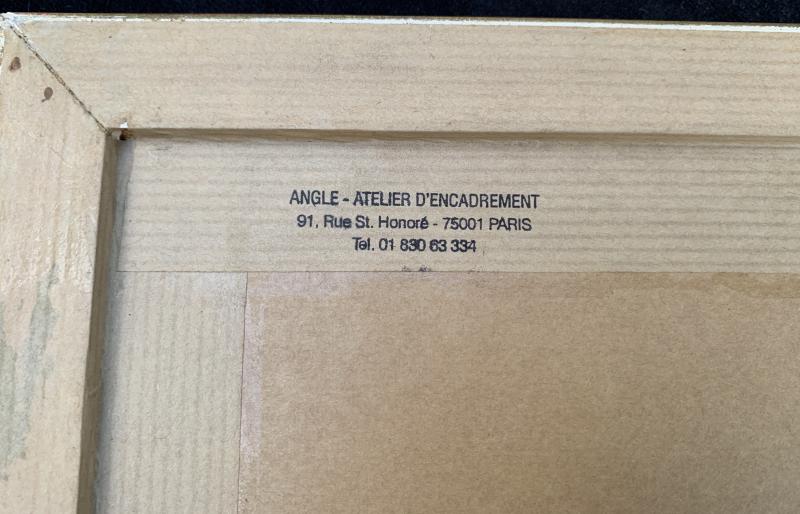 ANGLE - ATELIER D'ENCADREMENT
91, Rue St. Honoré - 75001 PARIS
Tel. 01 830 63 334